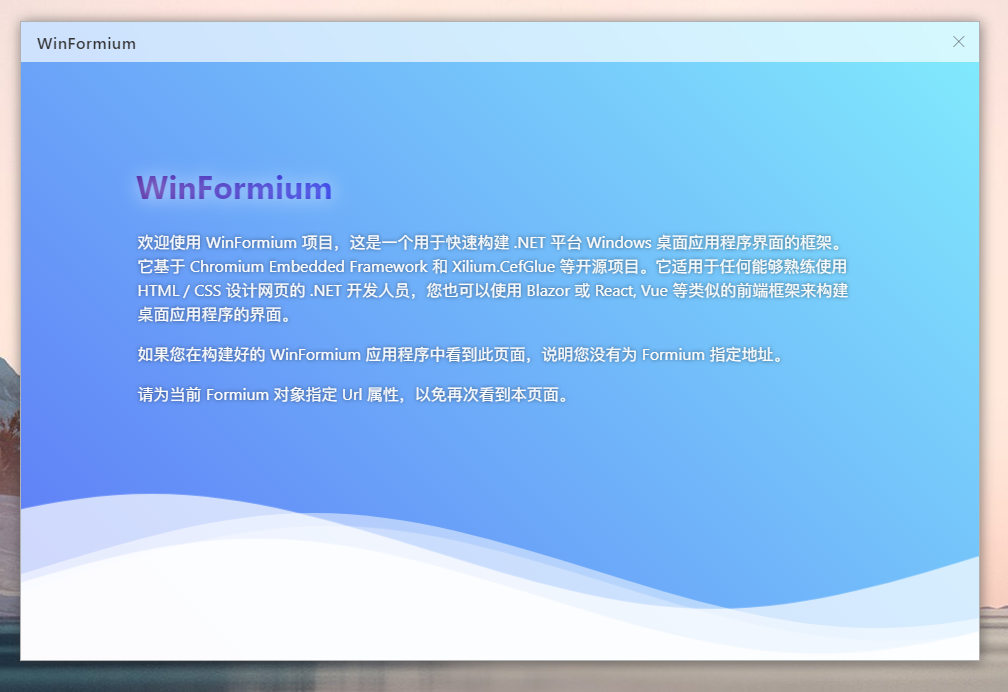 WinFormium
WinFormium
欢迎使用 WinFormium 项目，这是一个用于快速构建 .NET 平台 Windows 桌面应用程序界面的框架。
它基于 Chromium Embedded Framework 和 Xilium.CefGlue 等开源项目。它适用于任何能够熟练使用
HTML / CSS 设计网页的 .NET 开发人员，您也可以使用 Blazor 或 React, Vue 等类似的前端框架来构建
桌面应用程序的界面。
如果您在构建好的 WinFormium 应用程序中看到此页面，说明您没有为 Formium 指定地址。
请为当前 Formium 对象指定 Url 属性，以免再次看到本页面。